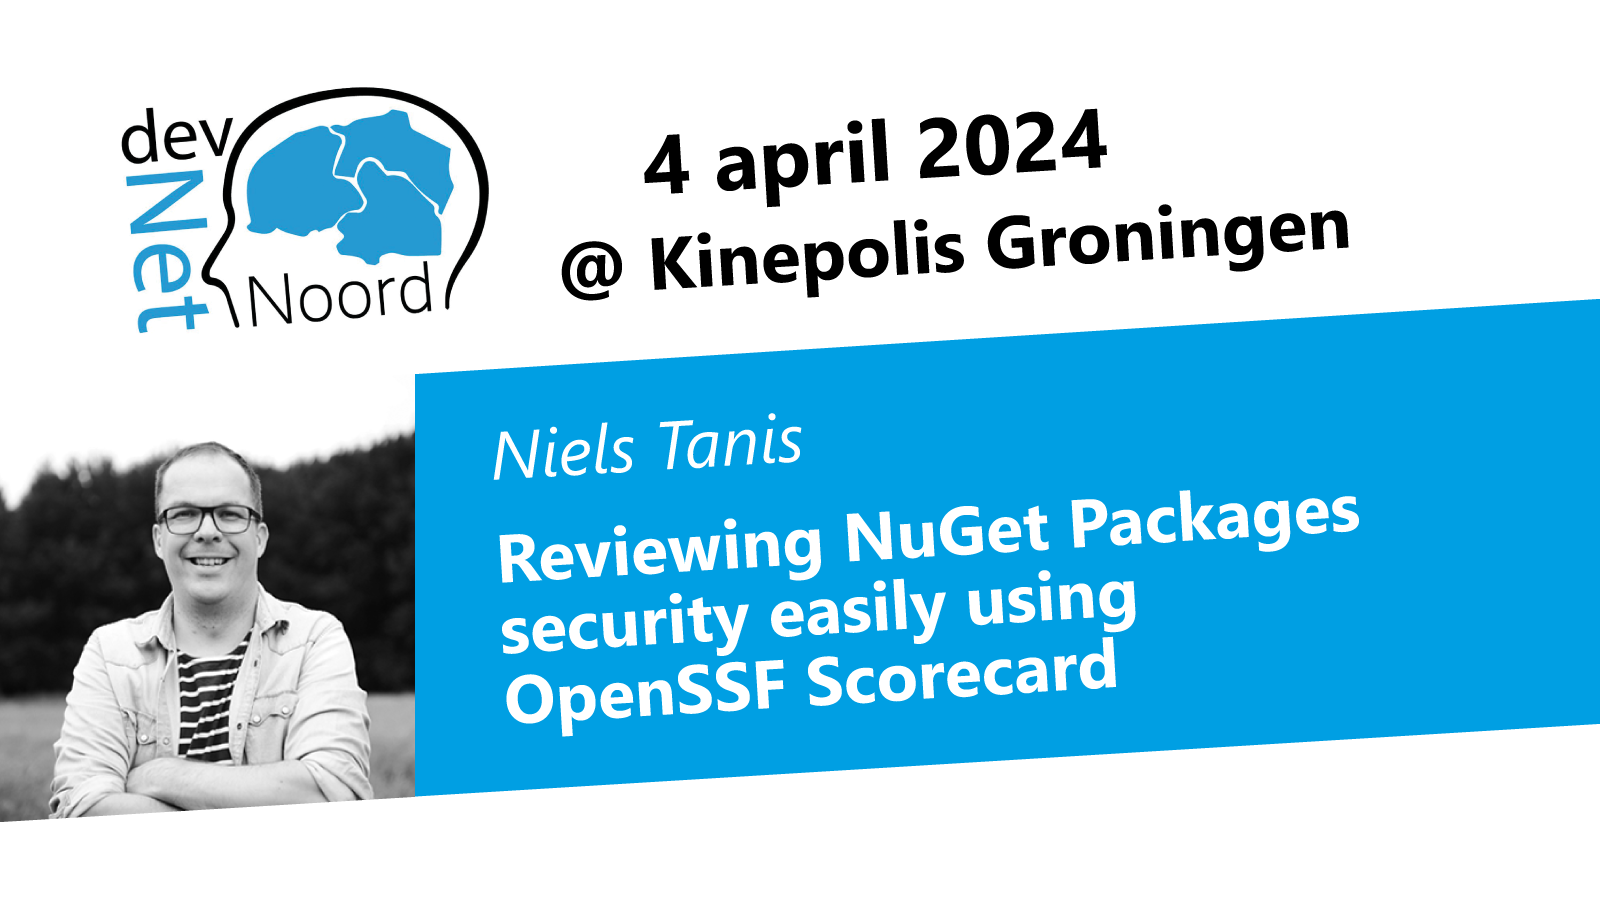 dev
Net
Noord
4 april 2024
@ Kinepolis Groningen
Niels Tanis
Reviewing NuGet Packages
security easily using
OpenSSF Scorecard